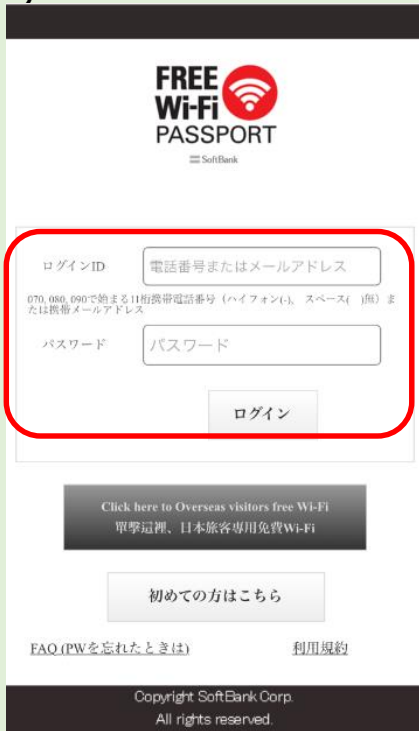 FREE
Wi-Fi
PASSPORT
SoftBank
ログインID
電話番号またはメールアドレス
070, 080, 090で始まる11桁携帯電話番号（ハイフォン(-)、スペース( )無）ま
たは携帯メールアドレス
パスワード
パスワード
ログイン
Click here to Overseas visitors free Wi-Fi
單擊這裡、日本旅客專用免費Wi-Fi
初めての方はこちら
FAQ (PWを忘れたときは)
利用規約
Copyright SoftBank Corp.
All rights reserved.